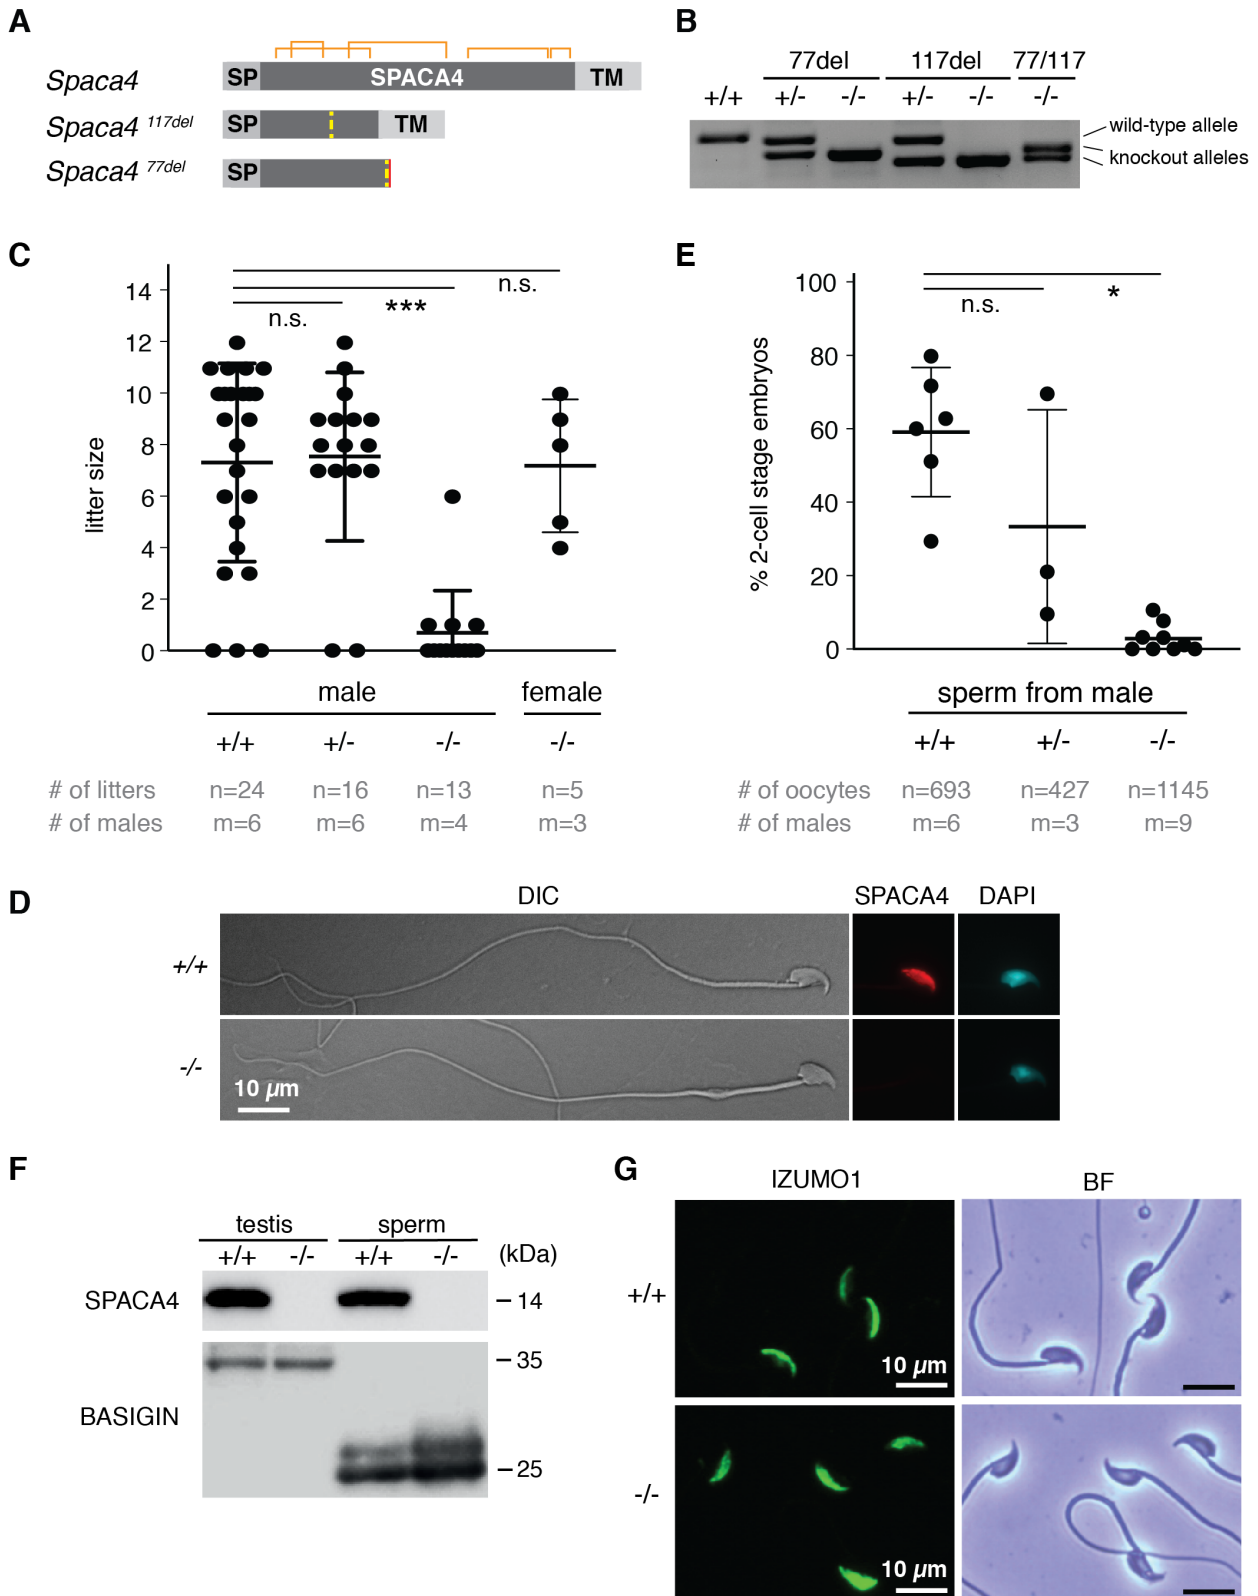 A
Spaca4
SP
SPACA4
TM
Spaca4 117del
SP
TM
Spaca4 77del
SP
B
77del
117del
77/117
+/+
+/-
-/-
+/-
-/-
-/-
wild-type allele
knockout alleles
C
litter size
14
12
10
8
6
4
2
0
n.s.
***
n.s.
male
female
+/+
+/-
-/-
-/-
# of litters
n=24
n=16
n=13
n=5
# of males
m=6
m=6
m=4
m=3
E
% 2-cell stage embryos
100
80
60
40
20
0
n.s.
*
sperm from male
+/+
+/-
-/-
# of oocytes
n=693
n=427
n=1145
# of males
m=6
m=3
m=9
D
DIC
SPACA4
DAPI
+/+
-/-
10 µm
F
testis
sperm
+/+
-/-
+/+
-/-
(kDa)
SPACA4
14
35
BASIGIN
25
G
IZUMO1
BF
+/+
10 µm
-/-
10 µm